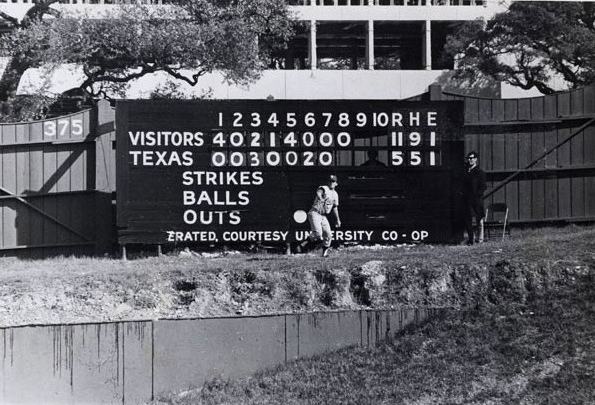 375
1 2 3 4 5 6 7 8 9 10 R H E
VISITORS 4 0 2 1 4 0 0 0 11 9 1
TEXAS 0 0 3 0 0 2 0 5 5 1
STRIKES
BALLS
OUTS
ZERATED, COURTESY UNIVERSITY CO - OP